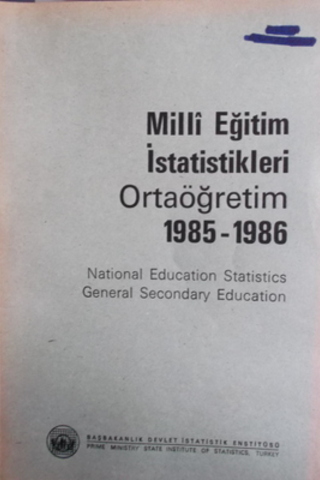 Millî Eğitim
İstatistikleri
Ortaöğretim
1985-1986
National Education Statistics
General Secondary Education
BAŞBAKANLIK DEVLET İSTATİSTİK ENSTİTÜSÜ
PRIME MINISTRY STATE INSTITUTE OF STATISTICS, TURKEY